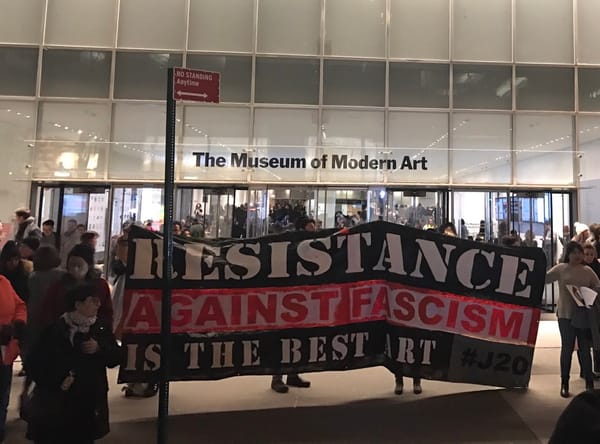 NO STANDING
Anytime
The Museum of Modern Art
RESISTANCE
AGAINST FASCISM
IS THE BEST ART
#J20